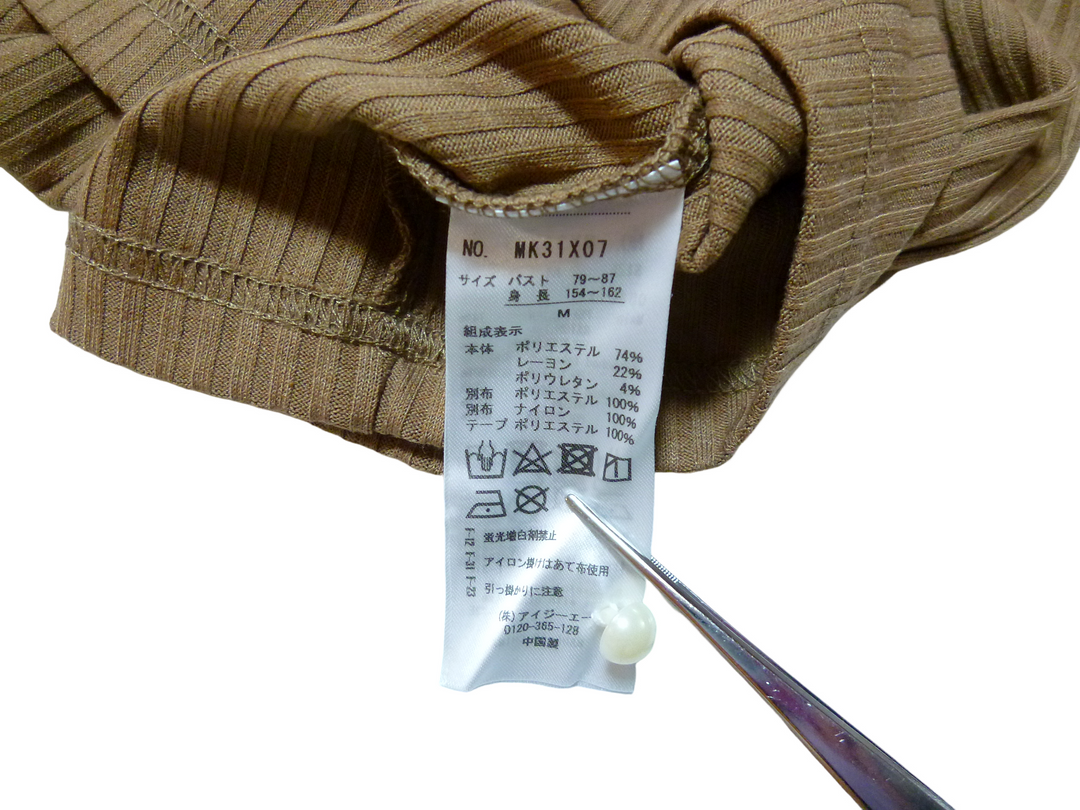 NO. MK31X07
サイズ バスト 79〜87
身 長 154〜162
M
組成表示
本体 ポリエステル 74%
レーヨン 22%
ポリウレタン 4%
別布 ポリエステル 100%
別布 ナイロン 100%
テープ ポリエステル 100%
F-12 F-31 F-23
蛍光増白剤禁止
アイロン掛けはあて布使用
引っ掛かりに注意
(株)アイジーエー
0120-365-128
中国製